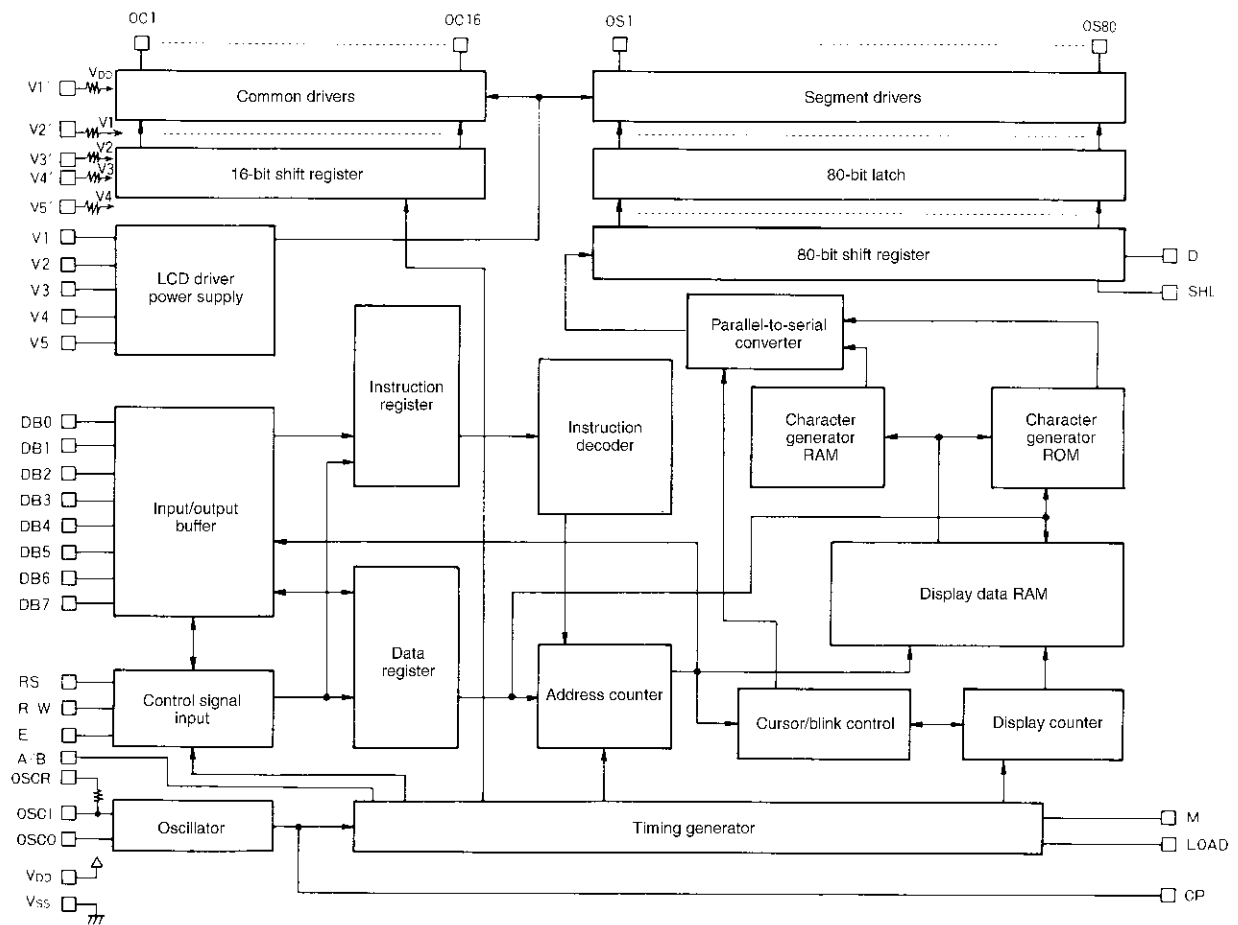 OC1
OC16
OS1
OS80
V1´
VDD
Common drivers
Segment drivers
V2´
V1
V3´
V2
V4´
V3
16-bit shift register
80-bit latch
V5´
V4
V1
V2
V3
V4
V5
LCD driver
power supply
80-bit shift register
D
SHL
Parallel-to-serial
converter
Instruction
register
Instruction
decoder
Character
generator
RAM
Character
generator
ROM
DB0
DB1
DB2
DB3
DB4
DB5
DB6
DB7
Input/output
buffer
Display data RAM
Data
register
Address counter
RS
R W
E
Control signal
input
Cursor/blink control
Display counter
A B
OSCR
OSCI
OSCO
Oscillator
Timing generator
M
LOAD
VDD
VSS
CP